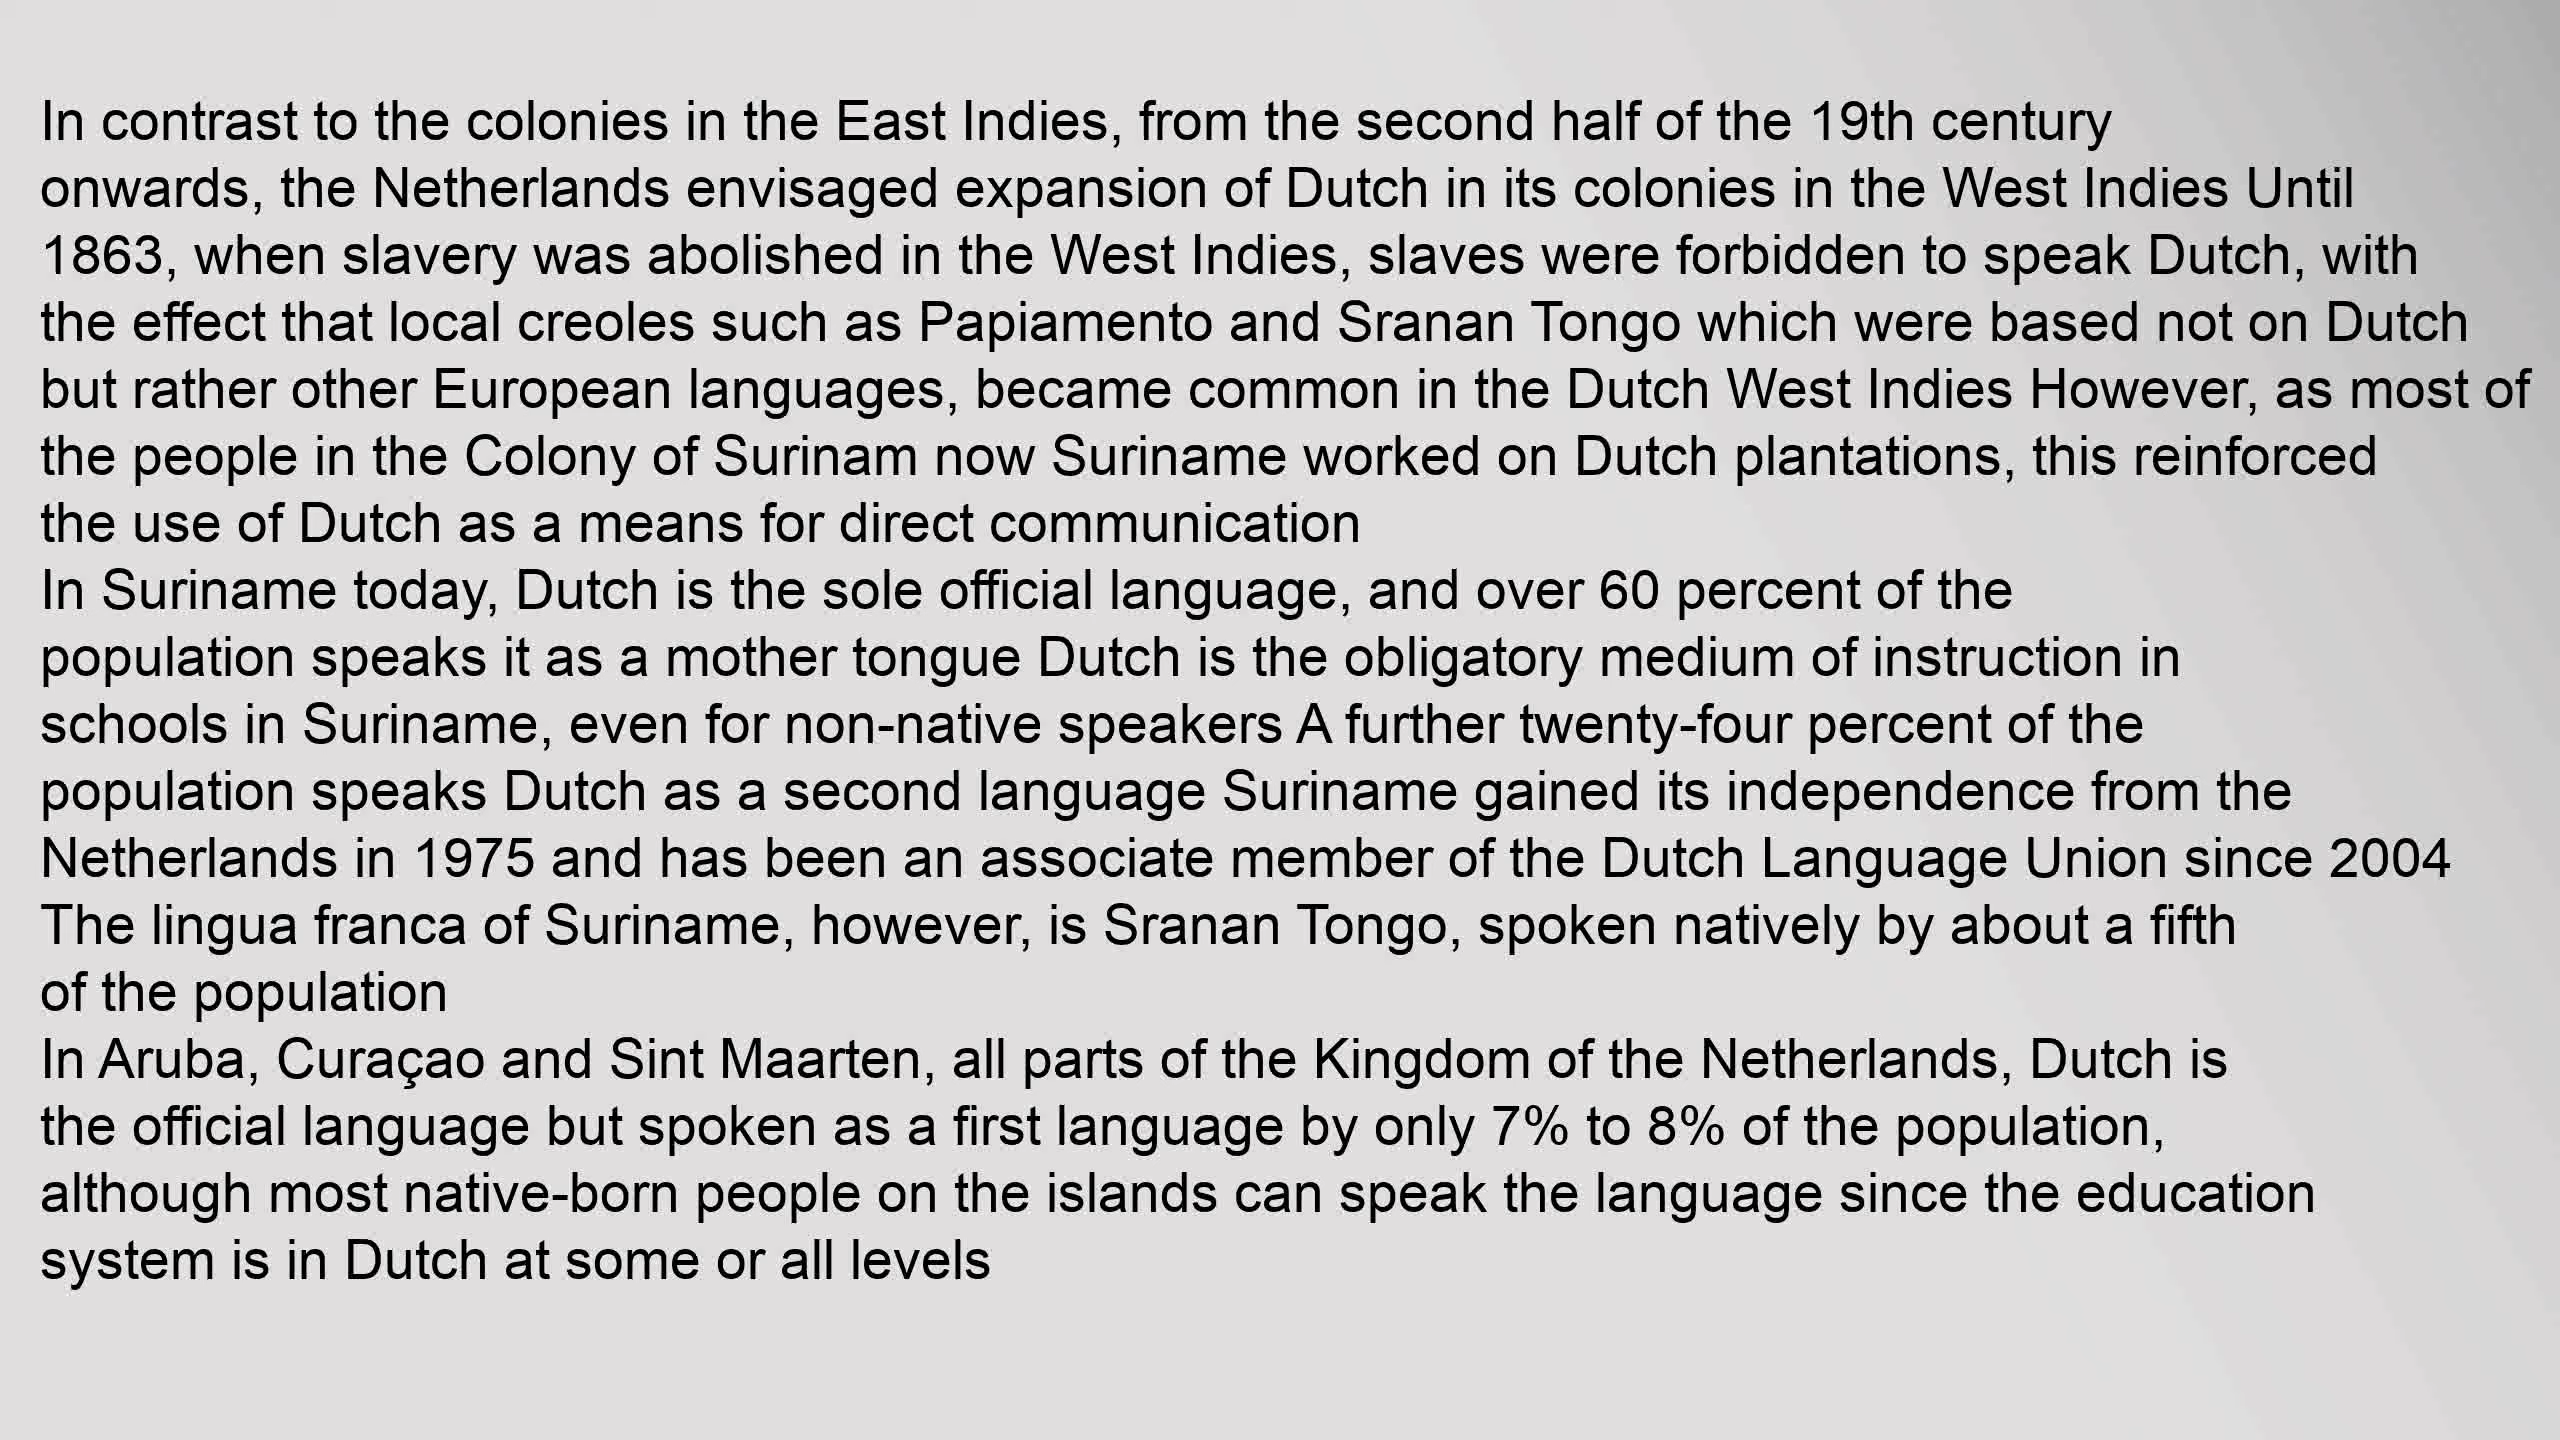 In contrast to the colonies in the East Indies, from the second half of the 19th century
onwards, the Netherlands envisaged expansion of Dutch in its colonies in the West Indies Until
1863, when slavery was abolished in the West Indies, slaves were forbidden to speak Dutch, with
the effect that local creoles such as Papiamento and Sranan Tongo which were based not on Dutch
but rather other European languages, became common in the Dutch West Indies However, as most of
the people in the Colony of Surinam now Suriname worked on Dutch plantations, this reinforced
the use of Dutch as a means for direct communication
In Suriname today, Dutch is the sole official language, and over 60 percent of the
population speaks it as a mother tongue Dutch is the obligatory medium of instruction in
schools in Suriname, even for non-native speakers A further twenty-four percent of the
population speaks Dutch as a second language Suriname gained its independence from the
Netherlands in 1975 and has been an associate member of the Dutch Language Union since 2004
The lingua franca of Suriname, however, is Sranan Tongo, spoken natively by about a fifth
of the population
In Aruba, Curaçao and Sint Maarten, all parts of the Kingdom of the Netherlands, Dutch is
the official language but spoken as a first language by only 7% to 8% of the population,
although most native-born people on the islands can speak the language since the education
system is in Dutch at some or all levels